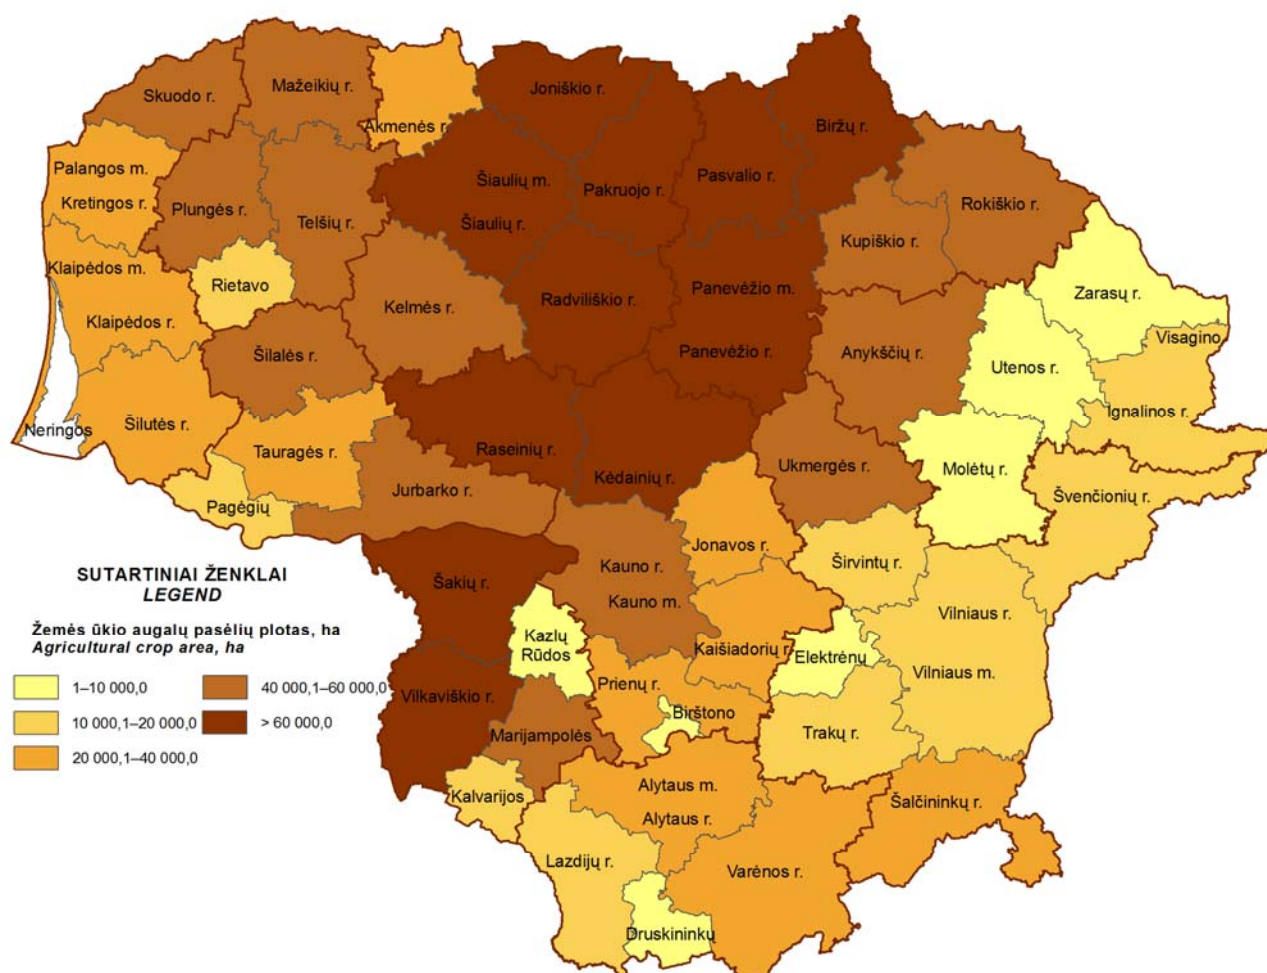 Mažeikių r.
Skuodo r.
Joniškio r.
Akmenės r.
Biržų r.
Palangos m.
Šiaulių m.
Pakruojo r.
Pasvalio r.
Kretingos r.
Plungės r.
Telšių r.
Šiaulių r.
Rokiškio r.
Kupiškio r.
Klaipėdos m.
Rietavo
Kelmės r.
Radviliškio r.
Panevėžio m.
Zarasų r.
Klaipėdos r.
Šilalės r.
Panevėžio r.
Anykščių r.
Visagino
Utenos r.
Neringos
Šilutės r.
Tauragės r.
Raseinių r.
Ignalinos r.
Kėdainių r.
Ukmergės r.
Molėtų r.
Pagėgių
Jurbarko r.
Švenčionių r.
Jonavos r.
Širvintų r.
Šakių r.
Kauno r.
Kauno m.
Vilniaus r.
Kazlų
Rūdos
Kaišiadorių r.
Elektrėnų
Vilniaus m.
Vilkaviškio r.
Prienų r.
Birštono
Marijampolės
Trakų r.
Kalvarijos
Alytaus m.
Alytaus r.
Šalčininkų r.
Lazdijų r.
Varėnos r.
Druskininkų
SUTARTINIAI ŽENKLAI
LEGEND
Žemės ūkio augalų pasėlių plotas, ha
Agricultural crop area, ha
1–10 000,0
10 000,1–20 000,0
20 000,1–40 000,0
40 000,1–60 000,0
> 60 000,0